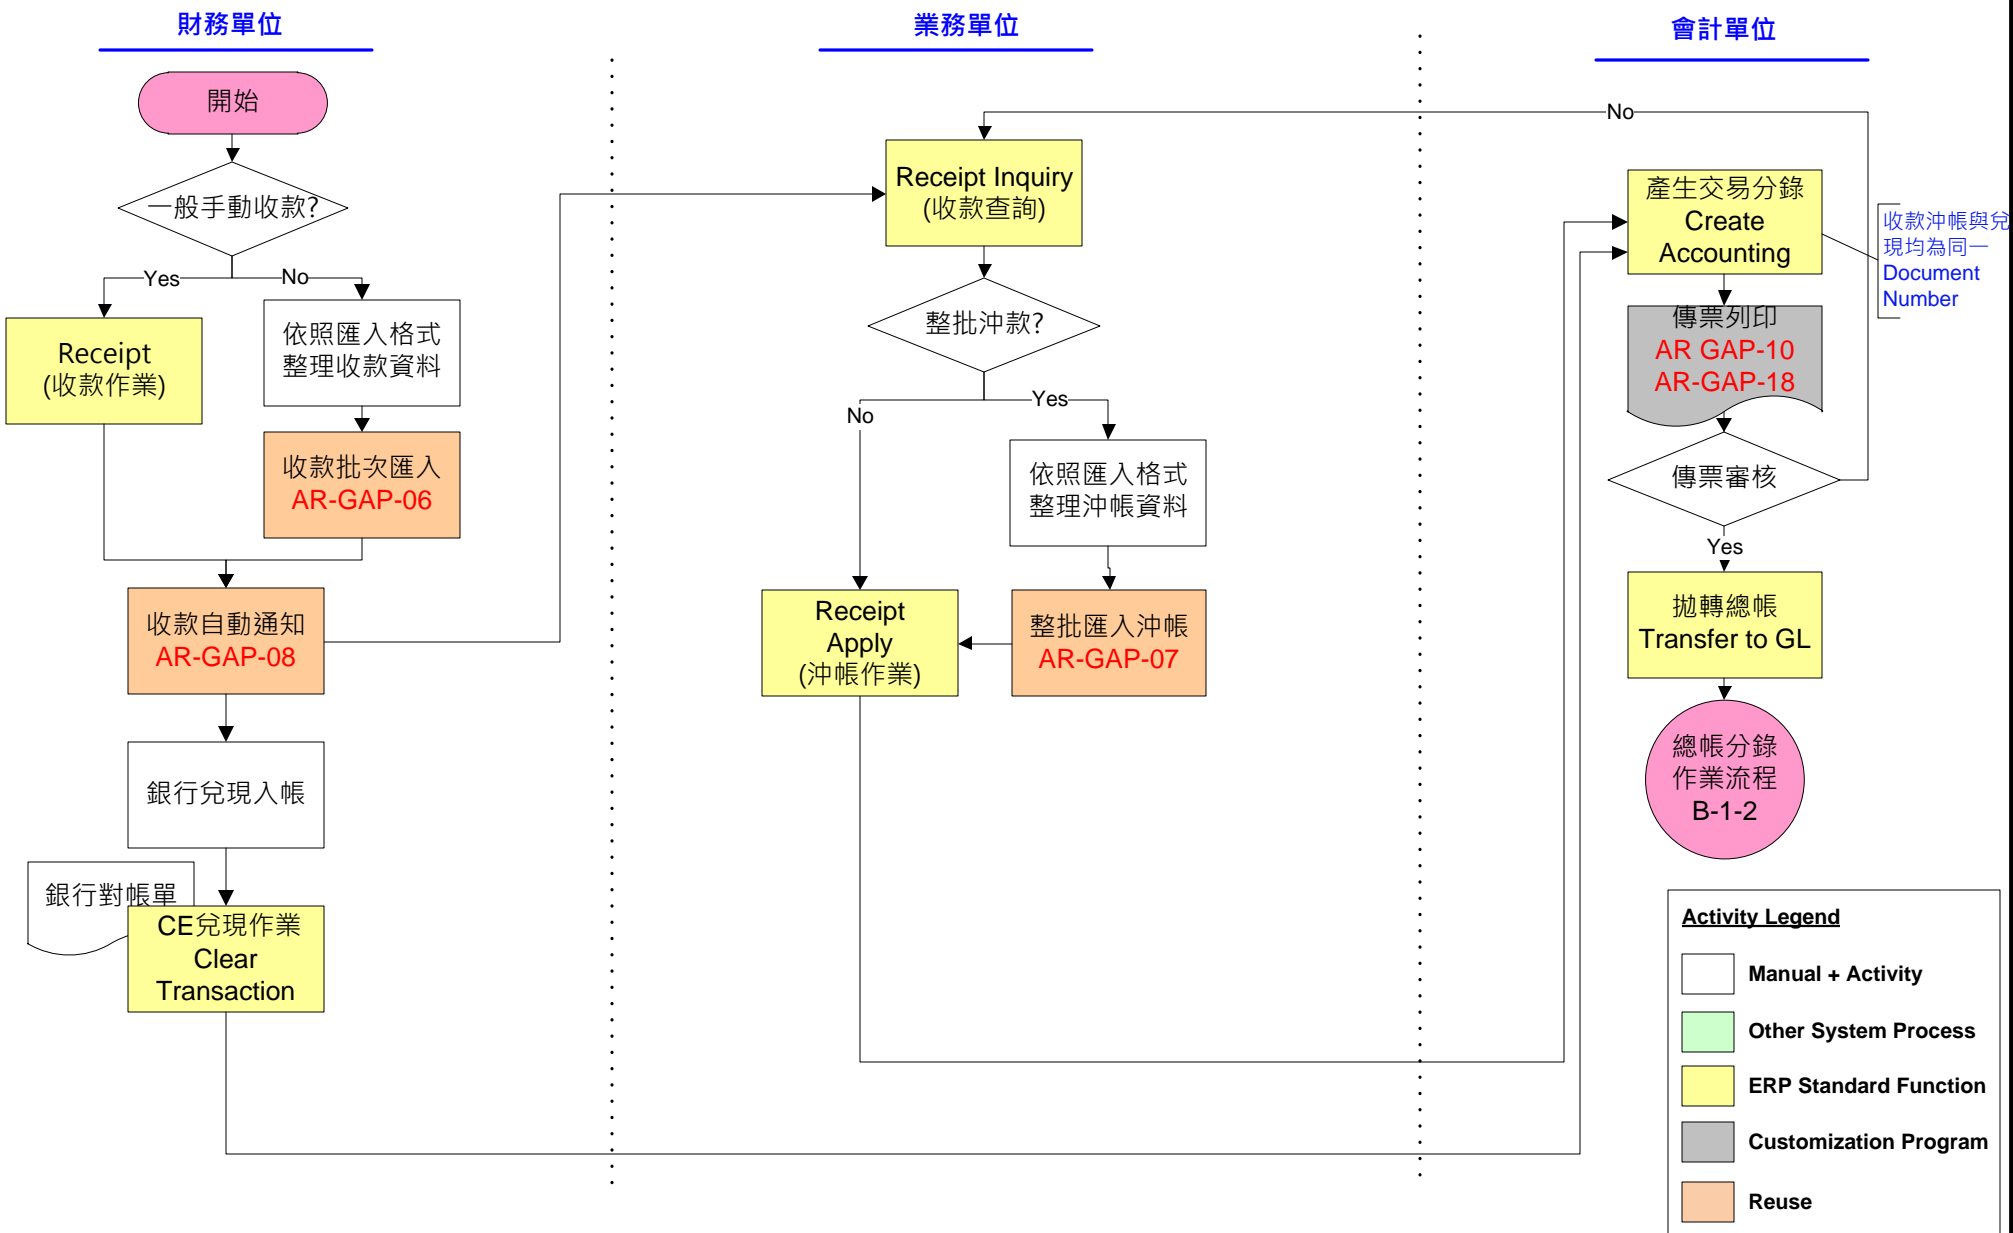 財務單位
業務單位
會計單位
開始
一般手動收款?
Yes
No
Receipt
(收款作業)
依照匯入格式
整理收款資料
收款批次匯入
AR-GAP-06
收款自動通知
AR-GAP-08
銀行兌現入帳
銀行對帳單
CE兌現作業
Clear
Transaction
Receipt Inquiry
(收款查詢)
整批沖款?
No
Yes
依照匯入格式
整理沖帳資料
Receipt
Apply
(沖帳作業)
整批匯入沖帳
AR-GAP-07
No
產生交易分錄
Create
Accounting
收款沖帳與兌
現均為同一
Document
Number
傳票列印
AR GAP-10
AR-GAP-18
傳票審核
Yes
拋轉總帳
Transfer to GL
總帳分錄
作業流程
B-1-2
Activity Legend
Manual + Activity
Other System Process
ERP Standard Function
Customization Program
Reuse